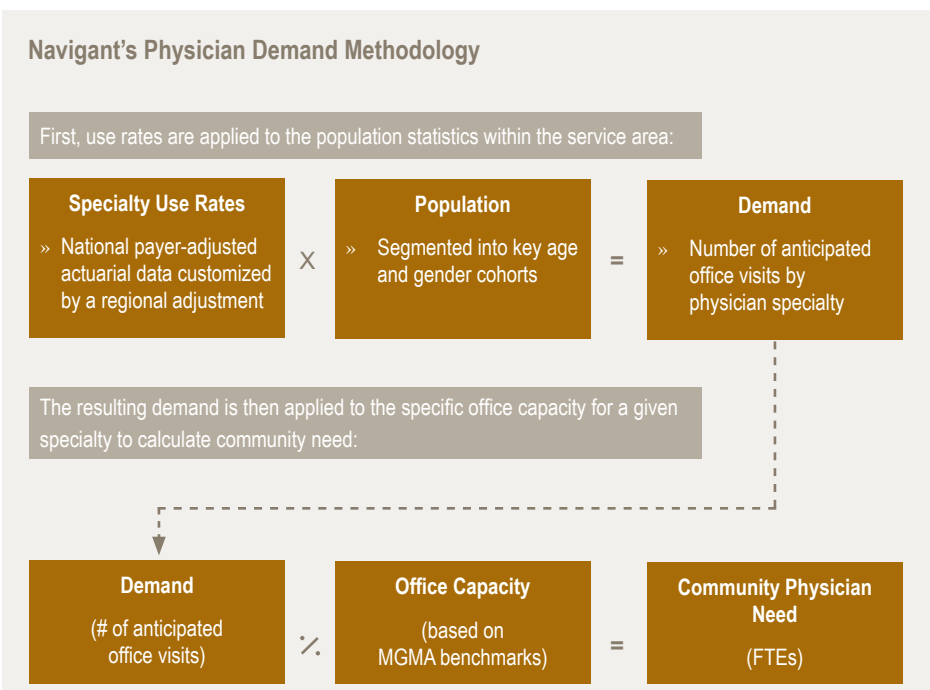 Navigant's Physician Demand Methodology
First, use rates are applied to the population statistics within the service area:
Specialty Use Rates
» National payer-adjusted
actuarial data customized
by a regional adjustment
X
Population
» Segmented into key age
and gender cohorts
=
Demand
» Number of anticipated
office visits by
physician specialty
The resulting demand is then applied to the specific office capacity for a given
specialty to calculate community need:
Demand
(# of anticipated
office visits)
⁒
Office Capacity
(based on
MGMA benchmarks)
=
Community Physician
Need
(FTEs)